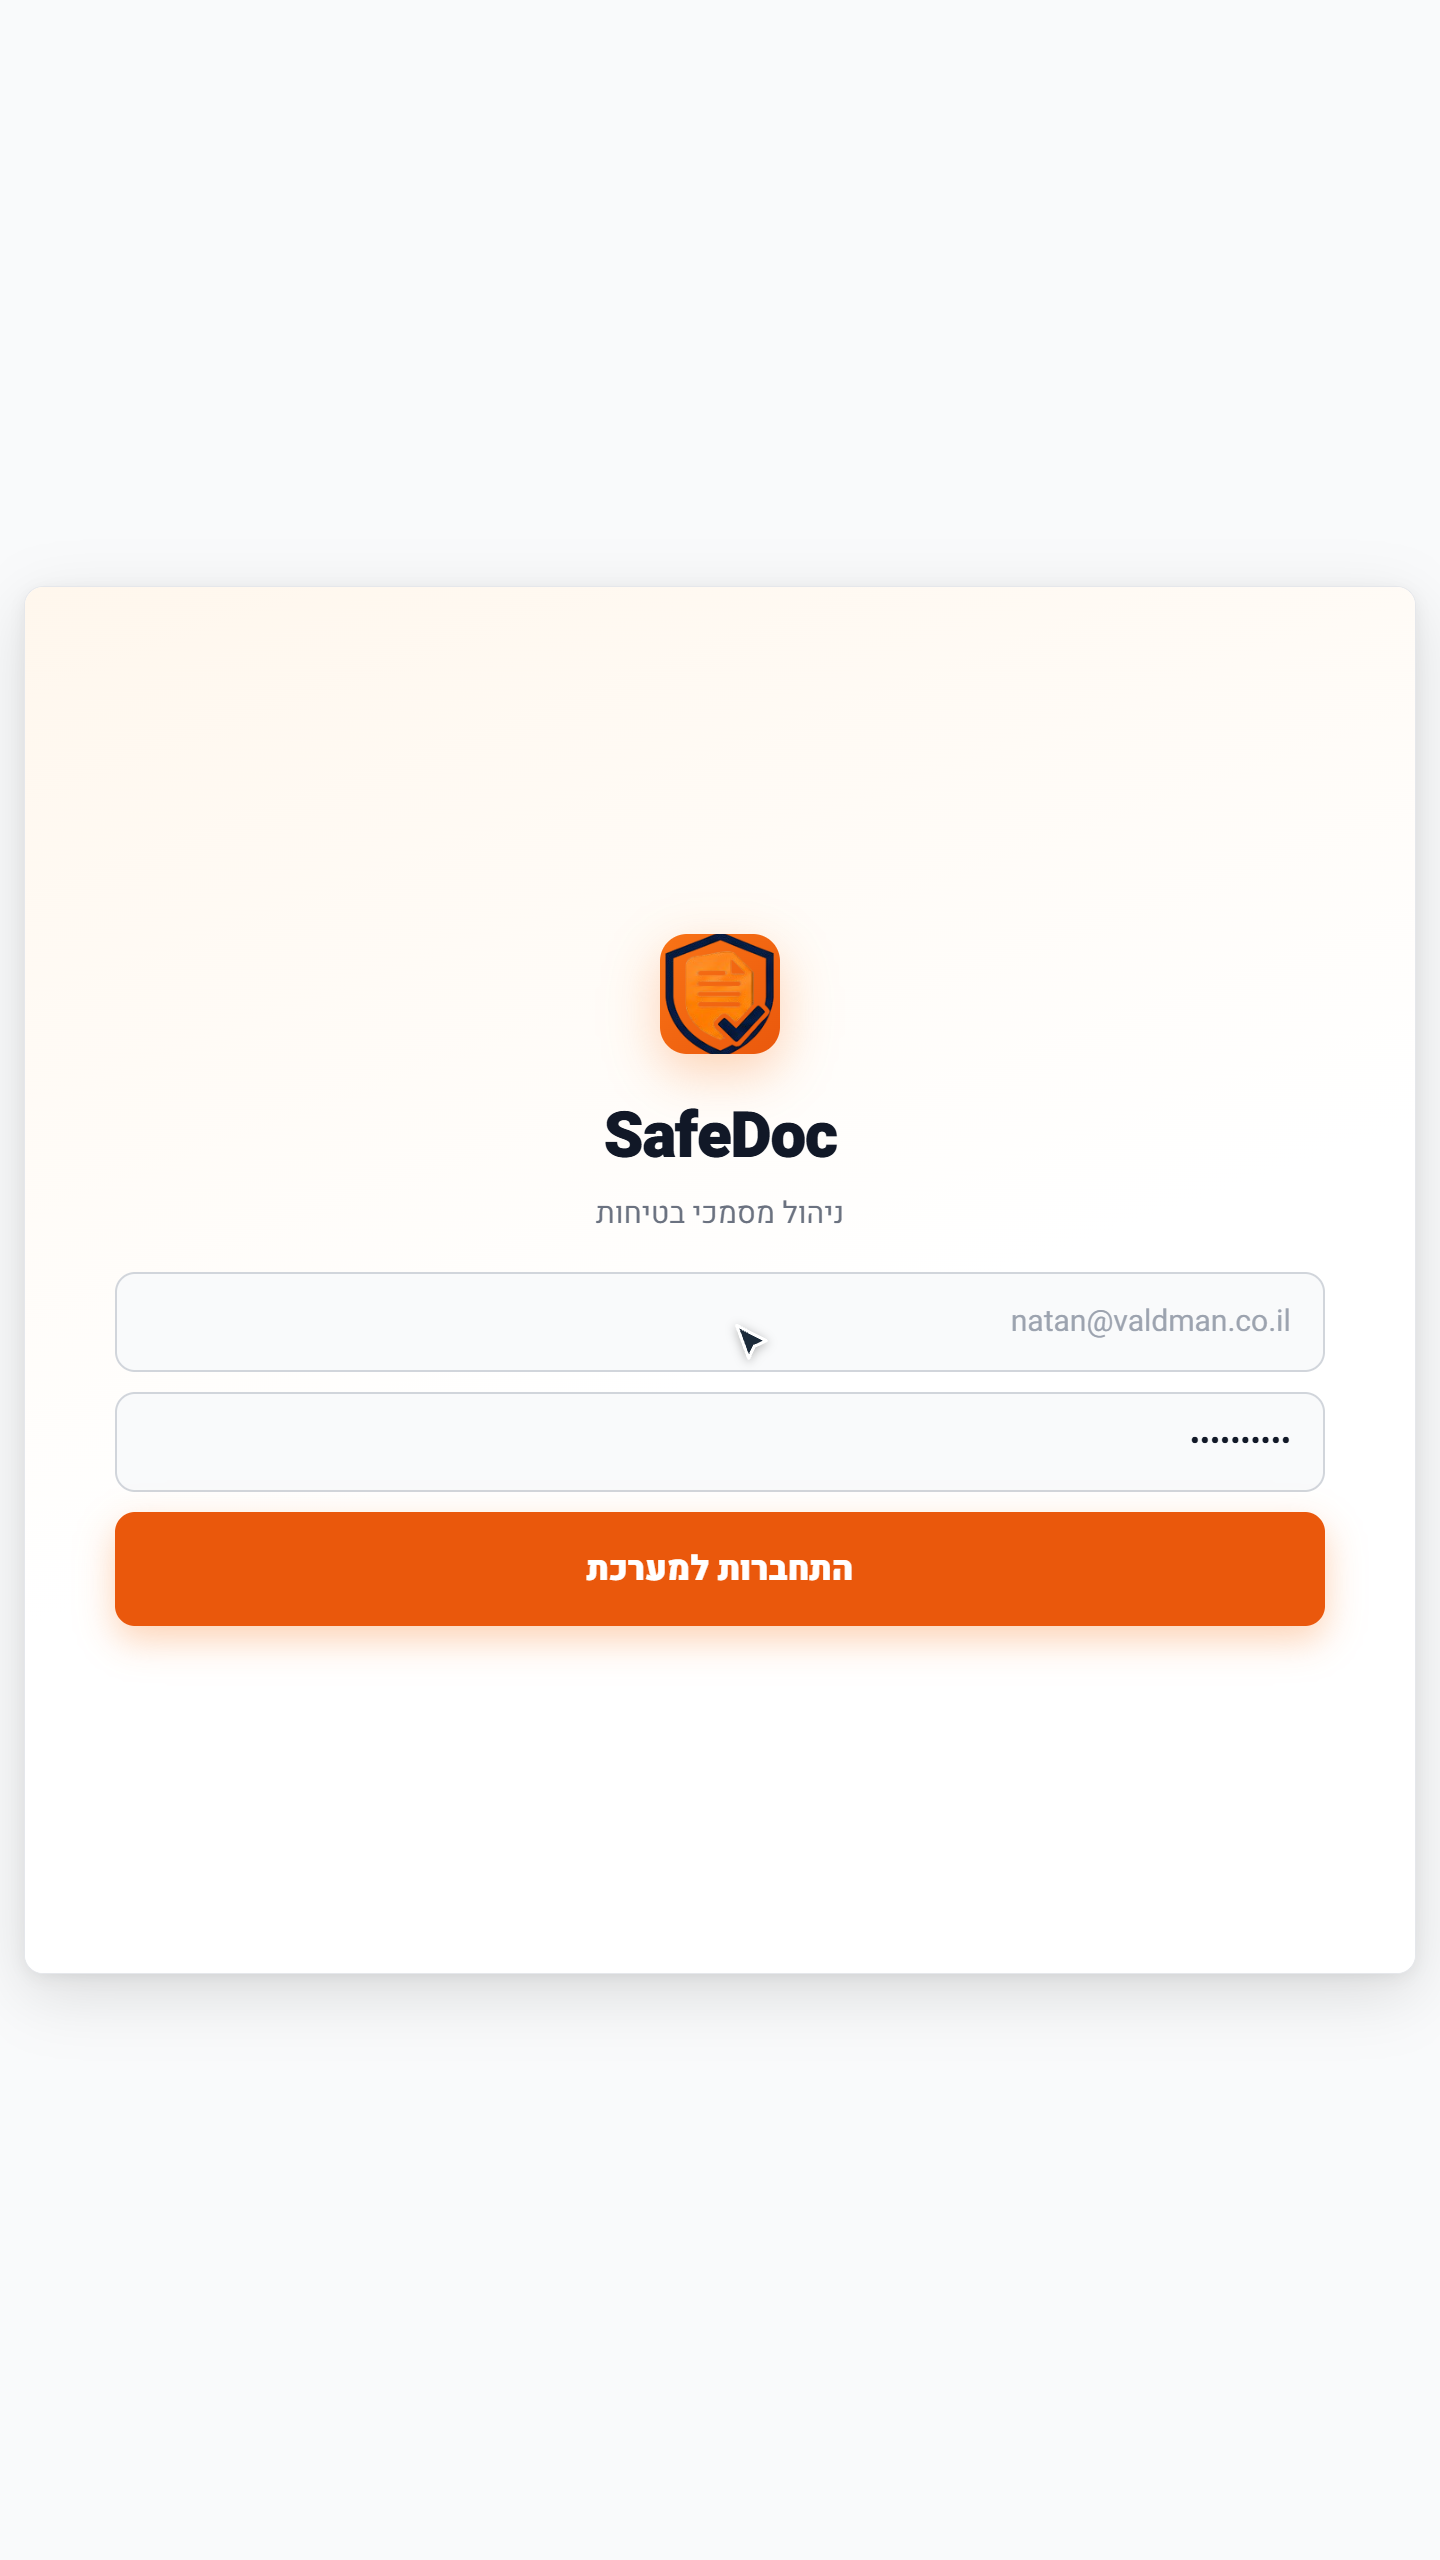 SafeDoc
ניהול מסמכי בטיחות
natan@valdman.co.il
••••••••••
התחברות למערכת